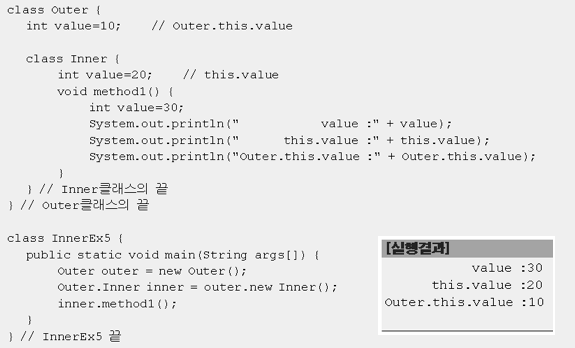 class Outer {
int value=10;    // Outer.this.value
class Inner {
int value=20;    // this.value
void method1() {
int value=30;
System.out.println("            value :" + value);
System.out.println("       this.value :" + this.value);
System.out.println("Outer.this.value :" + Outer.this.value);
}
} // Inner클래스의 끝
} // Outer클래스의 끝
class InnerEx5 {
public static void main(String args[]) {
Outer outer = new Outer();
Outer.Inner inner = outer.new Inner();
inner.method1();
}
} // InnerEx5 끝
[실행결과]
value :30
this.value :20
Outer.this.value :10